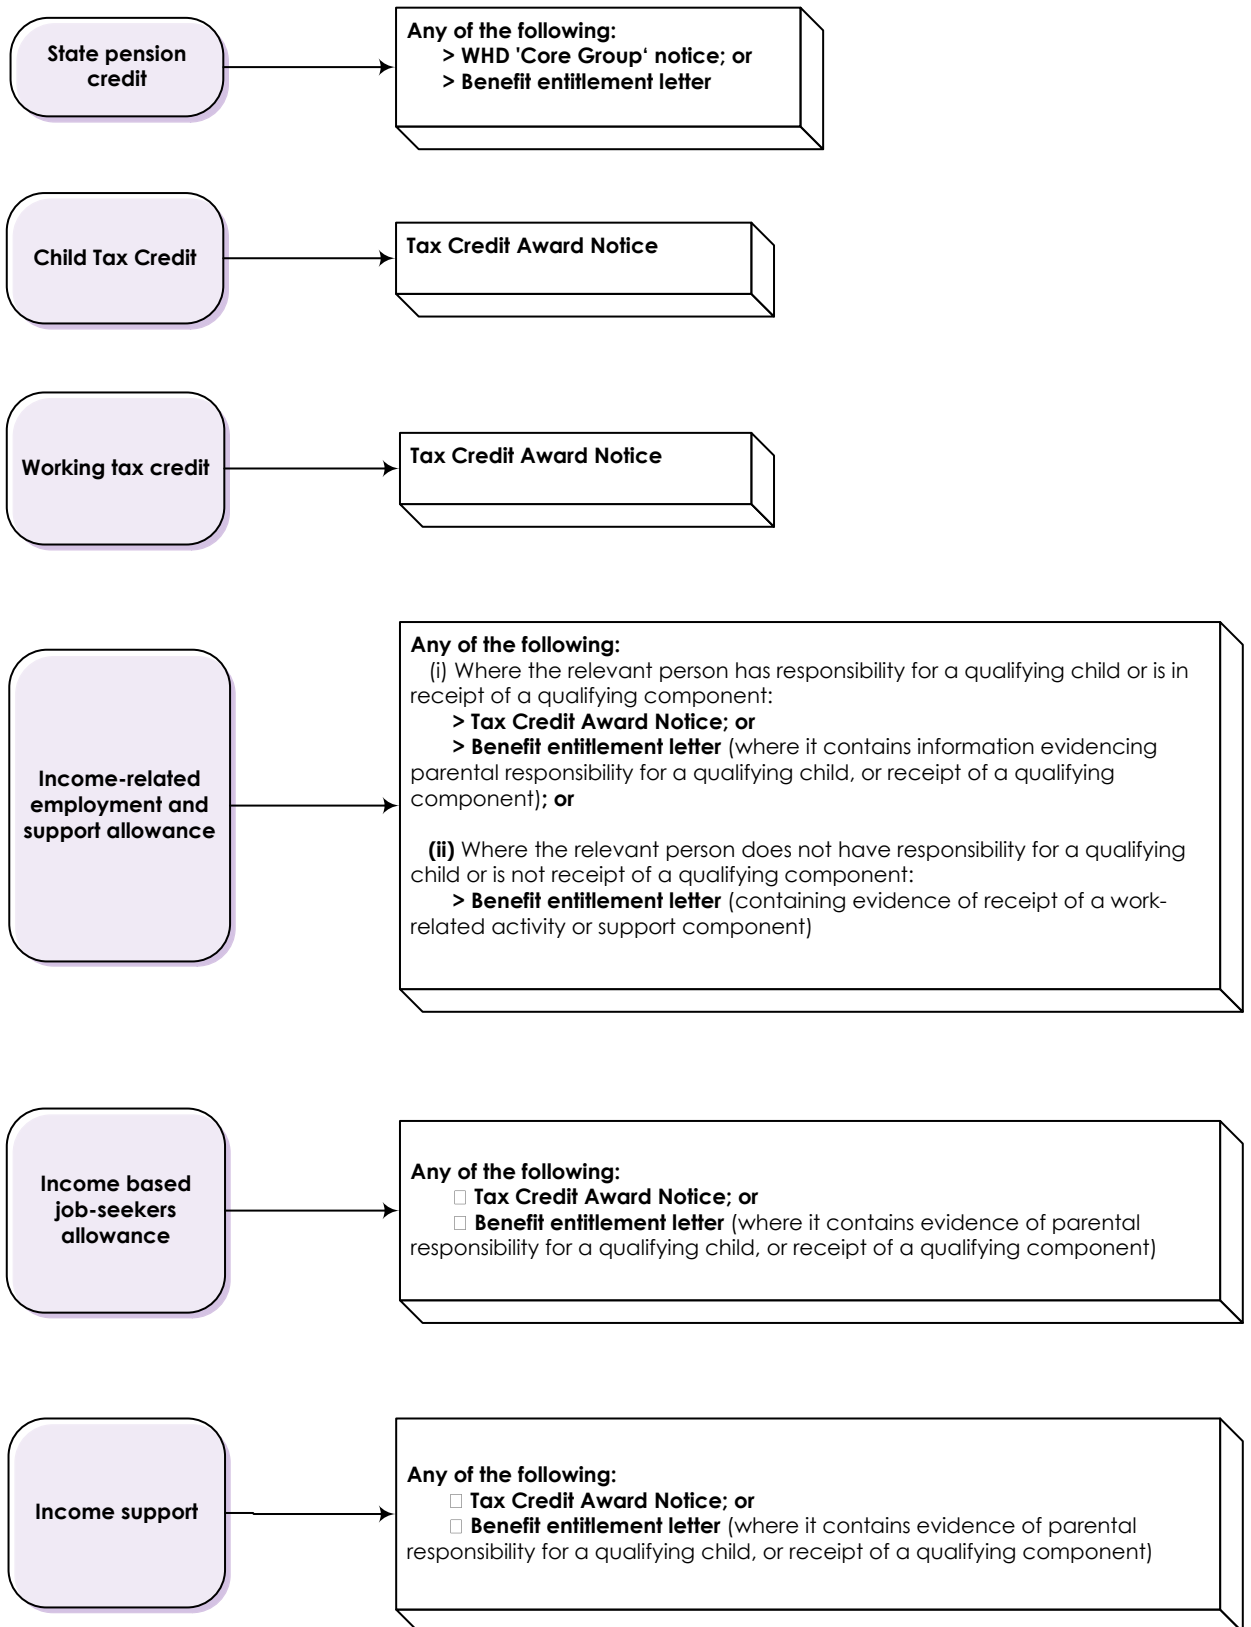 State pension
credit
Any of the following:
> WHD 'Core Group‘ notice; or
> Benefit entitlement letter
Child Tax Credit
Tax Credit Award Notice
Working tax credit
Tax Credit Award Notice
Income-related
employment and
support allowance
Any of the following:
(i) Where the relevant person has responsibility for a qualifying child or is in
receipt of a qualifying component:
> Tax Credit Award Notice; or
> Benefit entitlement letter (where it contains information evidencing
parental responsibility for a qualifying child, or receipt of a qualifying
component); or
(ii) Where the relevant person does not have responsibility for a qualifying
child or is not receipt of a qualifying component:
> Benefit entitlement letter (containing evidence of receipt of a work-
related activity or support component)
Income based
job-seekers
allowance
Any of the following:
□ Tax Credit Award Notice; or
□ Benefit entitlement letter (where it contains evidence of parental
responsibility for a qualifying child, or receipt of a qualifying component)
Income support
Any of the following:
□ Tax Credit Award Notice; or
□ Benefit entitlement letter (where it contains evidence of parental
responsibility for a qualifying child, or receipt of a qualifying component)